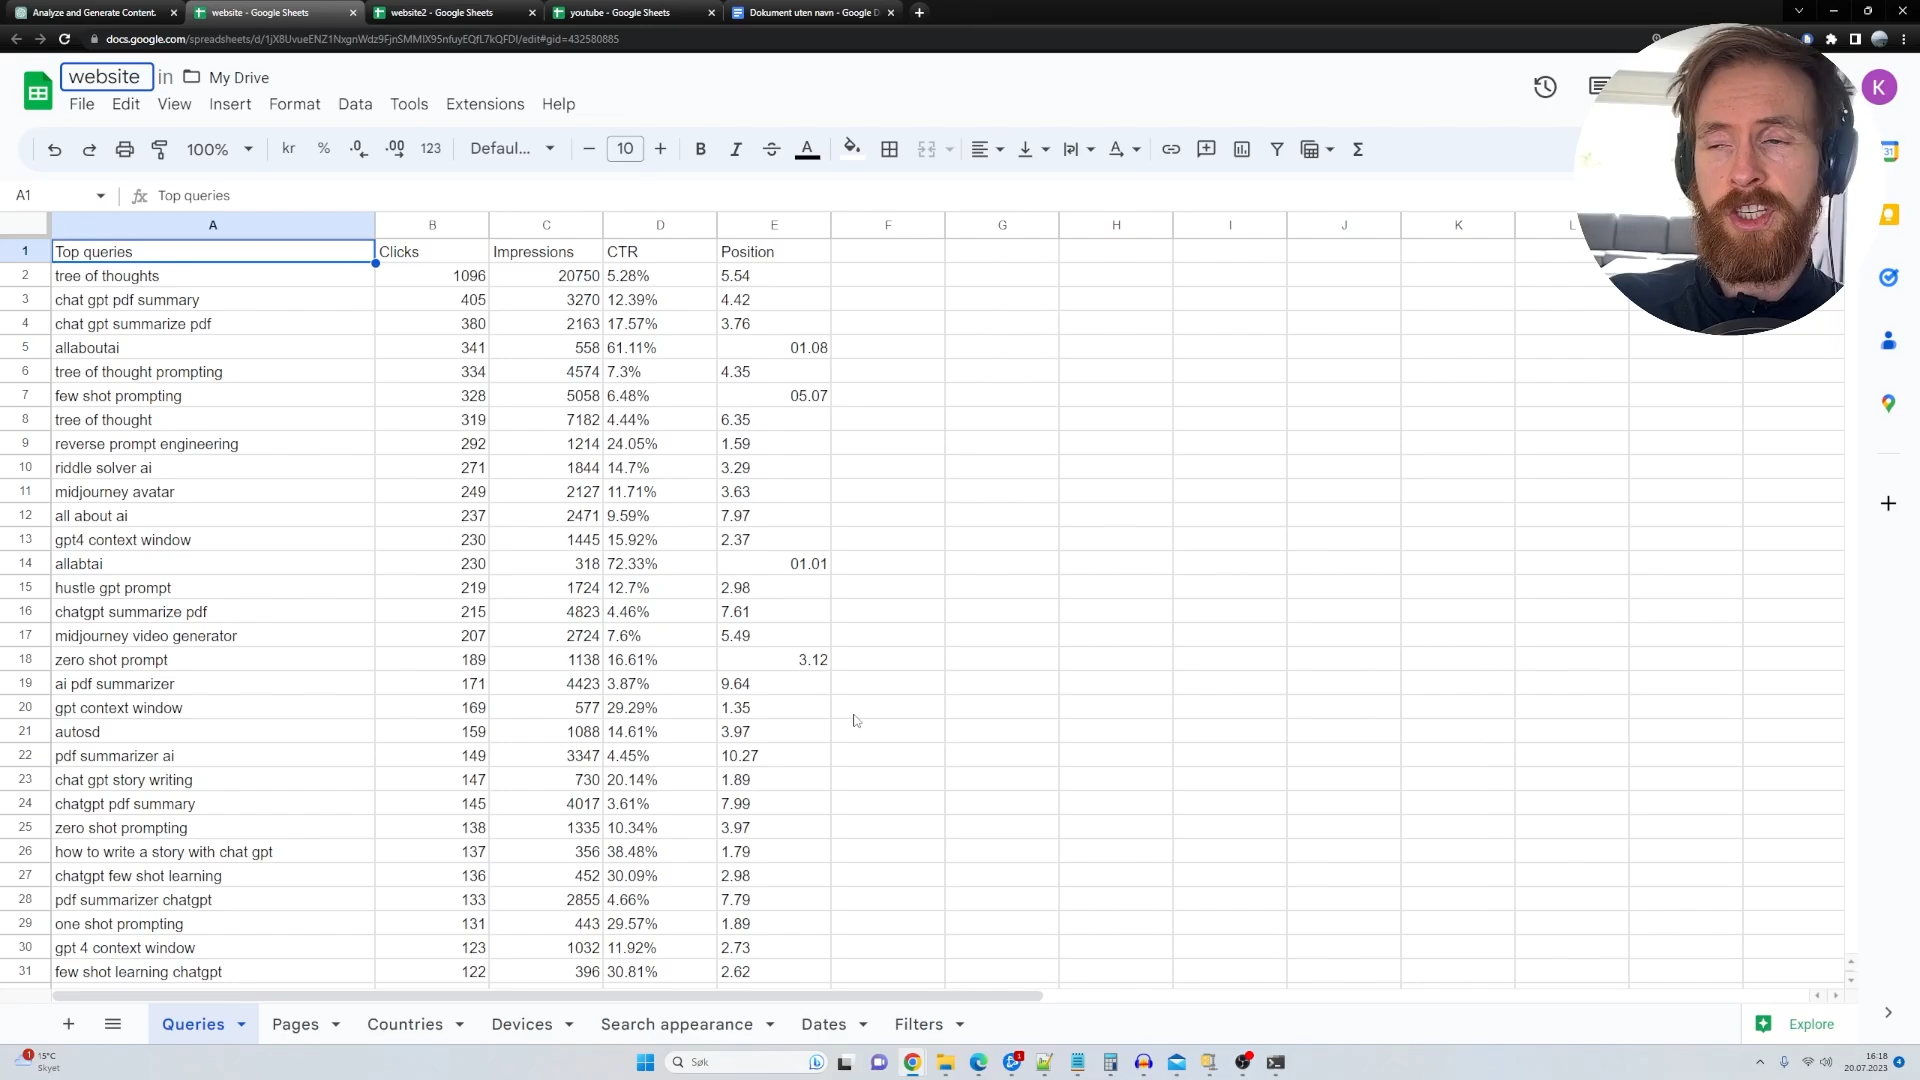 Analyze and Generate Content.
website - Google Sheets
website2 - Google Sheets
youtube - Google Sheets
Dokument uten navn - Google D
docs.google.com/spreadsheets/d/1jX8UvueENZ1NxgnWdz9FjnSMMIX95nfuyEQfL7kQFDI/edit#gid=432580885
website in My Drive
K
File Edit View Insert Format Data Tools Extensions Help
100% kr % .0 .00 123 Defaul... 10 B I S A
A1 fx Top queries
A B C D E F G H I J K L
1 Top queries Clicks Impressions CTR Position
2 tree of thoughts 1096 20750 5.28% 5.54
3 chat gpt pdf summary 405 3270 12.39% 4.42
4 chat gpt summarize pdf 380 2163 17.57% 3.76
5 allaboutai 341 558 61.11% 01.08
6 tree of thought prompting 334 4574 7.3% 4.35
7 few shot prompting 328 5058 6.48% 05.07
8 tree of thought 319 7182 4.44% 6.35
9 reverse prompt engineering 292 1214 24.05% 1.59
10 riddle solver ai 271 1844 14.7% 3.29
11 midjourney avatar 249 2127 11.71% 3.63
12 all about ai 237 2471 9.59% 7.97
13 gpt4 context window 230 1445 15.92% 2.37
14 allabtai 230 318 72.33% 01.01
15 hustle gpt prompt 219 1724 12.7% 2.98
16 chatgpt summarize pdf 215 4823 4.46% 7.61
17 midjourney video generator 207 2724 7.6% 5.49
18 zero shot prompt 189 1138 16.61% 3.12
19 ai pdf summarizer 171 4423 3.87% 9.64
20 gpt context window 169 577 29.29% 1.35
21 autosd 159 1088 14.61% 3.97
22 pdf summarizer ai 149 3347 4.45% 10.27
23 chat gpt story writing 147 730 20.14% 1.89
24 chatgpt pdf summary 145 4017 3.61% 7.99
25 zero shot prompting 138 1335 10.34% 3.97
26 how to write a story with chat gpt 137 356 38.48% 1.79
27 chatgpt few shot learning 136 452 30.09% 2.98
28 pdf summarizer chatgpt 133 2855 4.66% 7.79
29 one shot prompting 131 443 29.57% 1.89
30 gpt 4 context window 123 1032 11.92% 2.73
31 few shot learning chatgpt 122 396 30.81% 2.62
Queries Pages Countries Devices Search appearance Dates Filters Explore
15°C
Skyet
Søk
16:18
20.07.2023